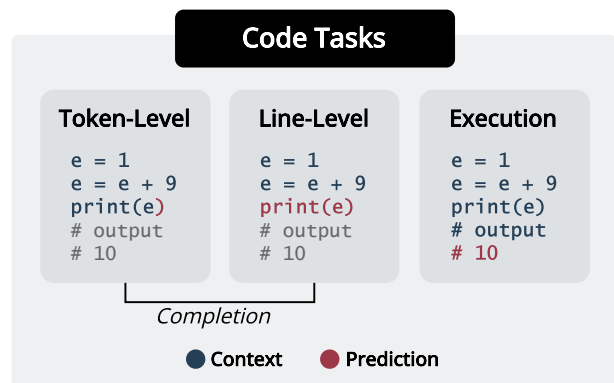 Code Tasks
Token-Level
e = 1
e = e + 9
print(e)
# output
# 10
Line-Level
e = 1
e = e + 9
print(e)
# output
# 10
Execution
e = 1
e = e + 9
print(e)
# output
# 10
Completion
Context
Prediction